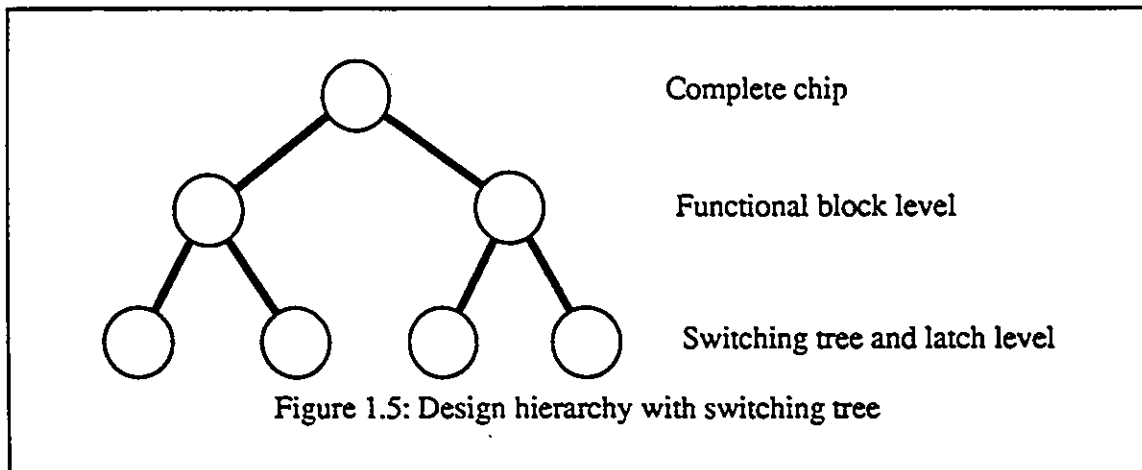 Complete chip
Functional block level
Switching tree and latch level
Figure 1.5: Design hierarchy with switching tree